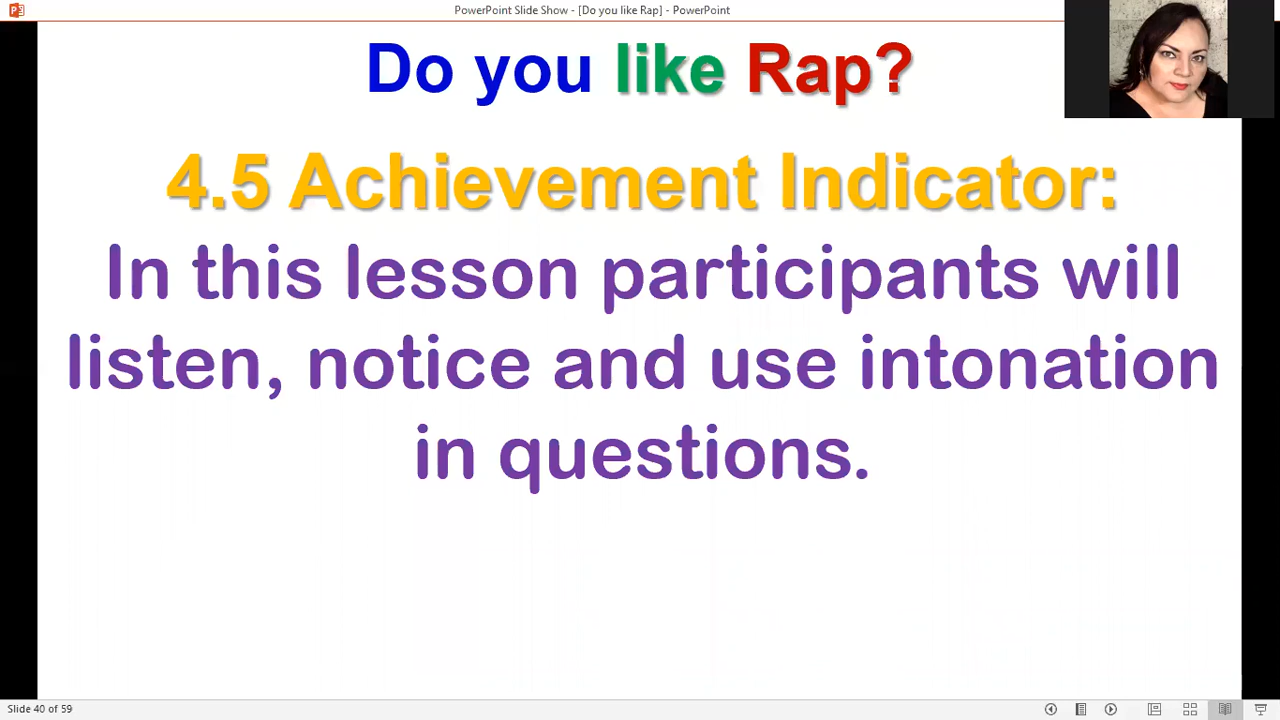 PowerPoint Slide Show - [Do you like Rap] - PowerPoint
Do you like Rap?
4.5 Achievement Indicator:
In this lesson participants will
listen, notice and use intonation
in questions.
Slide 40 of 59